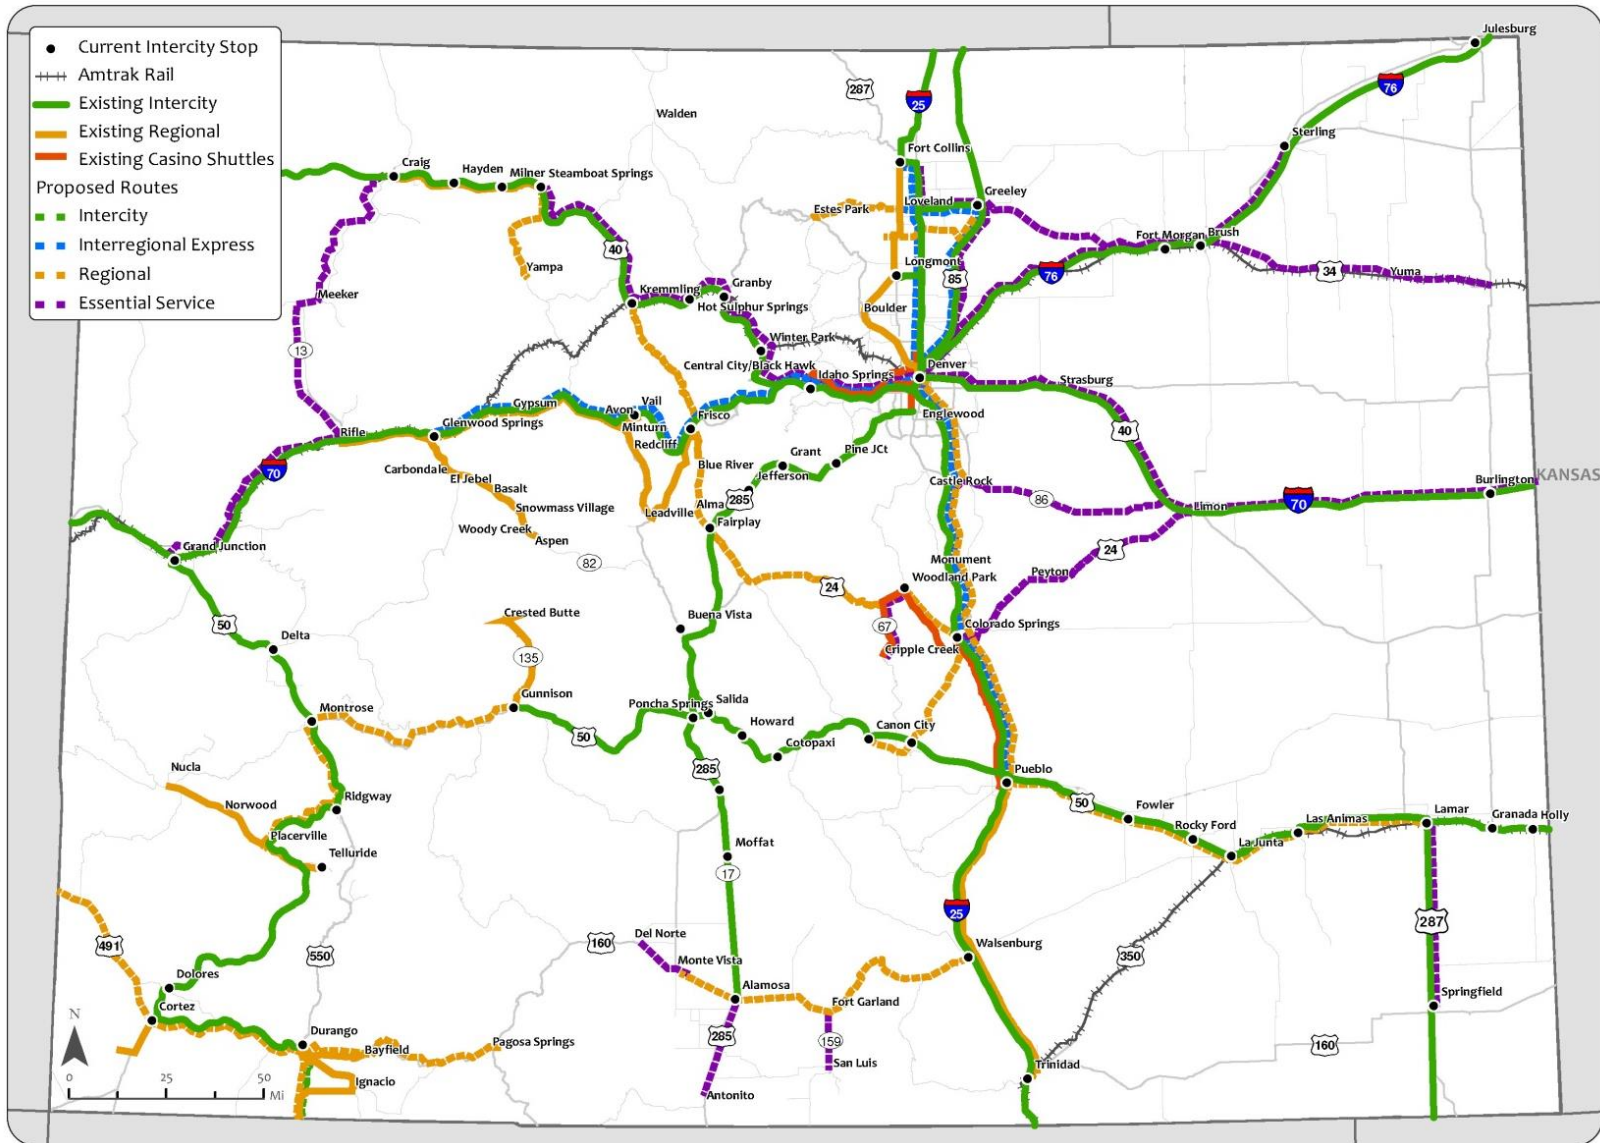 Current Intercity Stop
Amtrak Rail
Existing Intercity
Existing Regional
Existing Casino Shuttles
Proposed Routes
Intercity
Interregional Express
Regional
Essential Service
Julesburg
76
287
25
Walden
Sterling
Fort Collins
Craig
Hayden
Milner
Steamboat Springs
Greeley
Loveland
Estes Park
Fort Morgan
Brush
40
Longmont
Yampa
85
76
34
Yuma
Meeker
Kremmling
Granby
Hot Sulphur Springs
Boulder
13
Winter Park
Central City/Black Hawk
Idaho Springs
Denver
Strasburg
Gypsum
Avon
Vail
Minturn
Frisco
Englewood
40
Glenwood Springs
Rifle
Redcliff
Grant
Pine JCt
70
Carbondale
El Jebel
Basalt
Blue River
Jefferson
Castle Rock
86
Burlington
KANSAS
285
Alma
Snowmass Village
Leadville
Fairplay
Limon
70
Woody Creek
Aspen
Grand Junction
82
24
Monument
Woodland Park
Peyton
24
Crested Butte
Buena Vista
67
Colorado Springs
50
Delta
135
Cripple Creek
Gunnison
Montrose
Poncha Springs
Salida
Howard
Canon City
50
Cotopaxi
285
Pueblo
Nucla
Norwood
Ridgway
50
Fowler
Rocky Ford
Las Animas
Lamar
Granada
Holly
Placerville
Telluride
Moffat
La Junta
17
25
287
491
550
160
Del Norte
Walsenburg
350
Monte Vista
Dolores
Alamosa
Springfield
Cortez
Fort Garland
N
Durango
Bayfield
Pagosa Springs
285
159
160
San Luis
Trinidad
Ignacio
Antonito
0
25
50
Mi